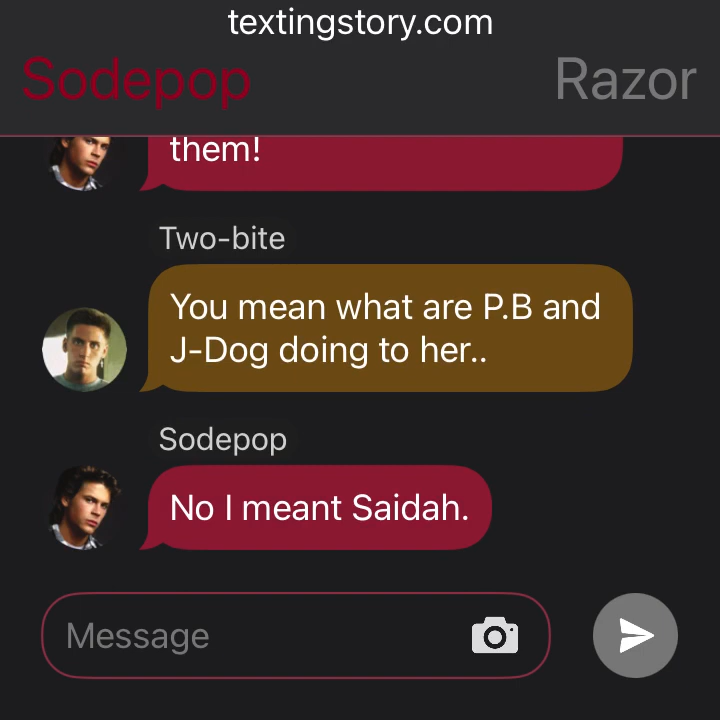 textingstory.com
Sodepop
Razor
them!
Two-bite
You mean what are P.B and
J-Dog doing to her..
Sodepop
No I meant Saidah.
Message